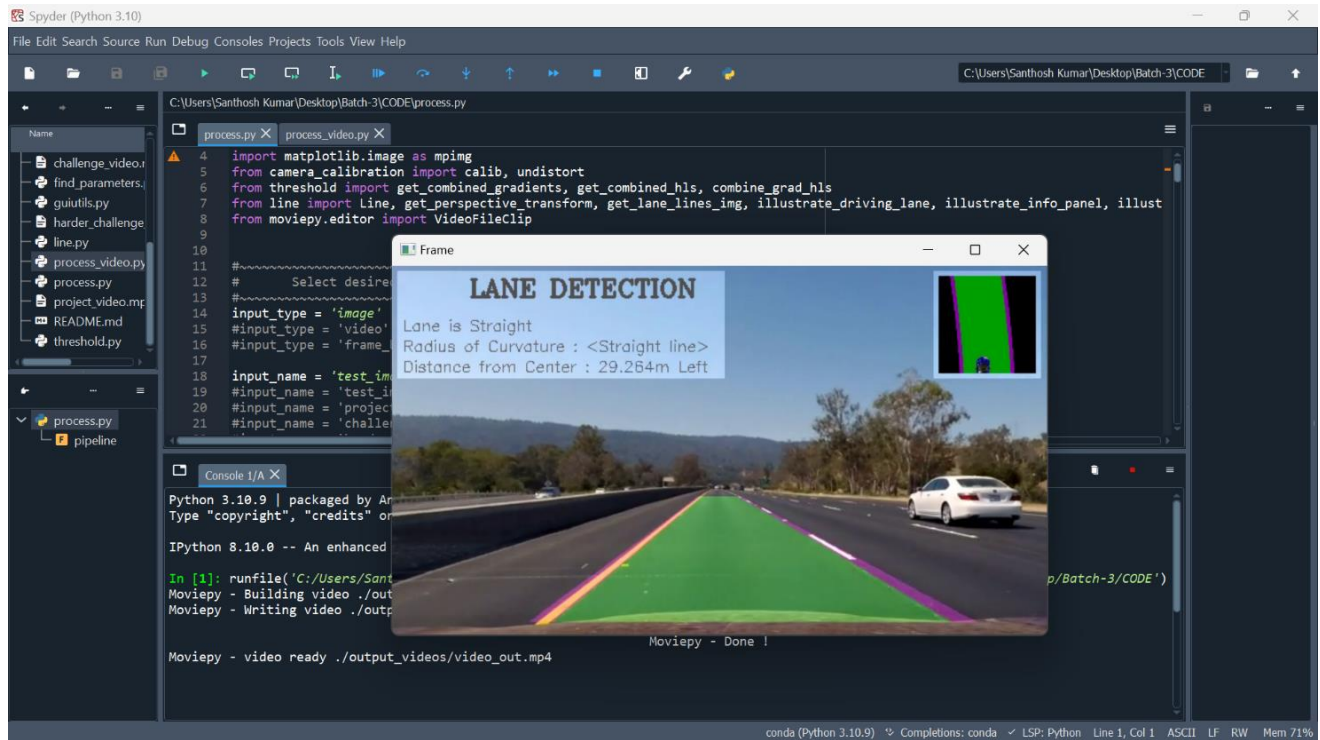 Spyder (Python 3.10)
File Edit Search Source Run Debug Consoles Projects Tools View Help
C:\Users\Santhosh Kumar\Desktop\Batch-3\CODE
C:\Users\Santhosh Kumar\Desktop\Batch-3\CODE\process.py
Name
challenge_video.r
find_parameters.
guiutils.py
harder_challenge
line.py
process_video.py
process.py
project_video.mp
README.md
threshold.py
process.py
pipeline
process.py process_video.py
4 import matplotlib.image as mpimg
5 from camera_calibration import calib, undistort
6 from threshold import get_combined_gradients, get_combined_hls, combine_grad_hls
7 from line import Line, get_perspective_transform, get_lane_lines_img, illustrate_driving_lane, illustrate_info_panel, illust
8 from moviepy.editor import VideoFileClip
9
10
11 #~~~~~~~~~~~~~~~~~~~~~
12 # Select desire
13 #~~~~~~~~~~~~~~~~~~~~~
14 input_type = 'image'
15 #input_type = 'video'
16 #input_type = 'frame_
17
18 input_name = 'test_im
19 #input_name = 'test_i
20 #input_name = 'project
21 #input_name = 'challe
Frame
LANE DETECTION
Lane is Straight
Radius of Curvature : <Straight line>
Distance from Center : 29.264m Left
Console 1/A
Python 3.10.9 | packaged by An
Type "copyright", "credits" or
IPython 8.10.0 -- An enhanced
In [1]: runfile('C:/Users/Sant p/Batch-3/CODE')
Moviepy - Building video ./out
Moviepy - Writing video ./outp
Moviepy - Done !
Moviepy - video ready ./output_videos/video_out.mp4
conda (Python 3.10.9) Completions: conda LSP: Python Line 1, Col 1 ASCII LF RW Mem 71%